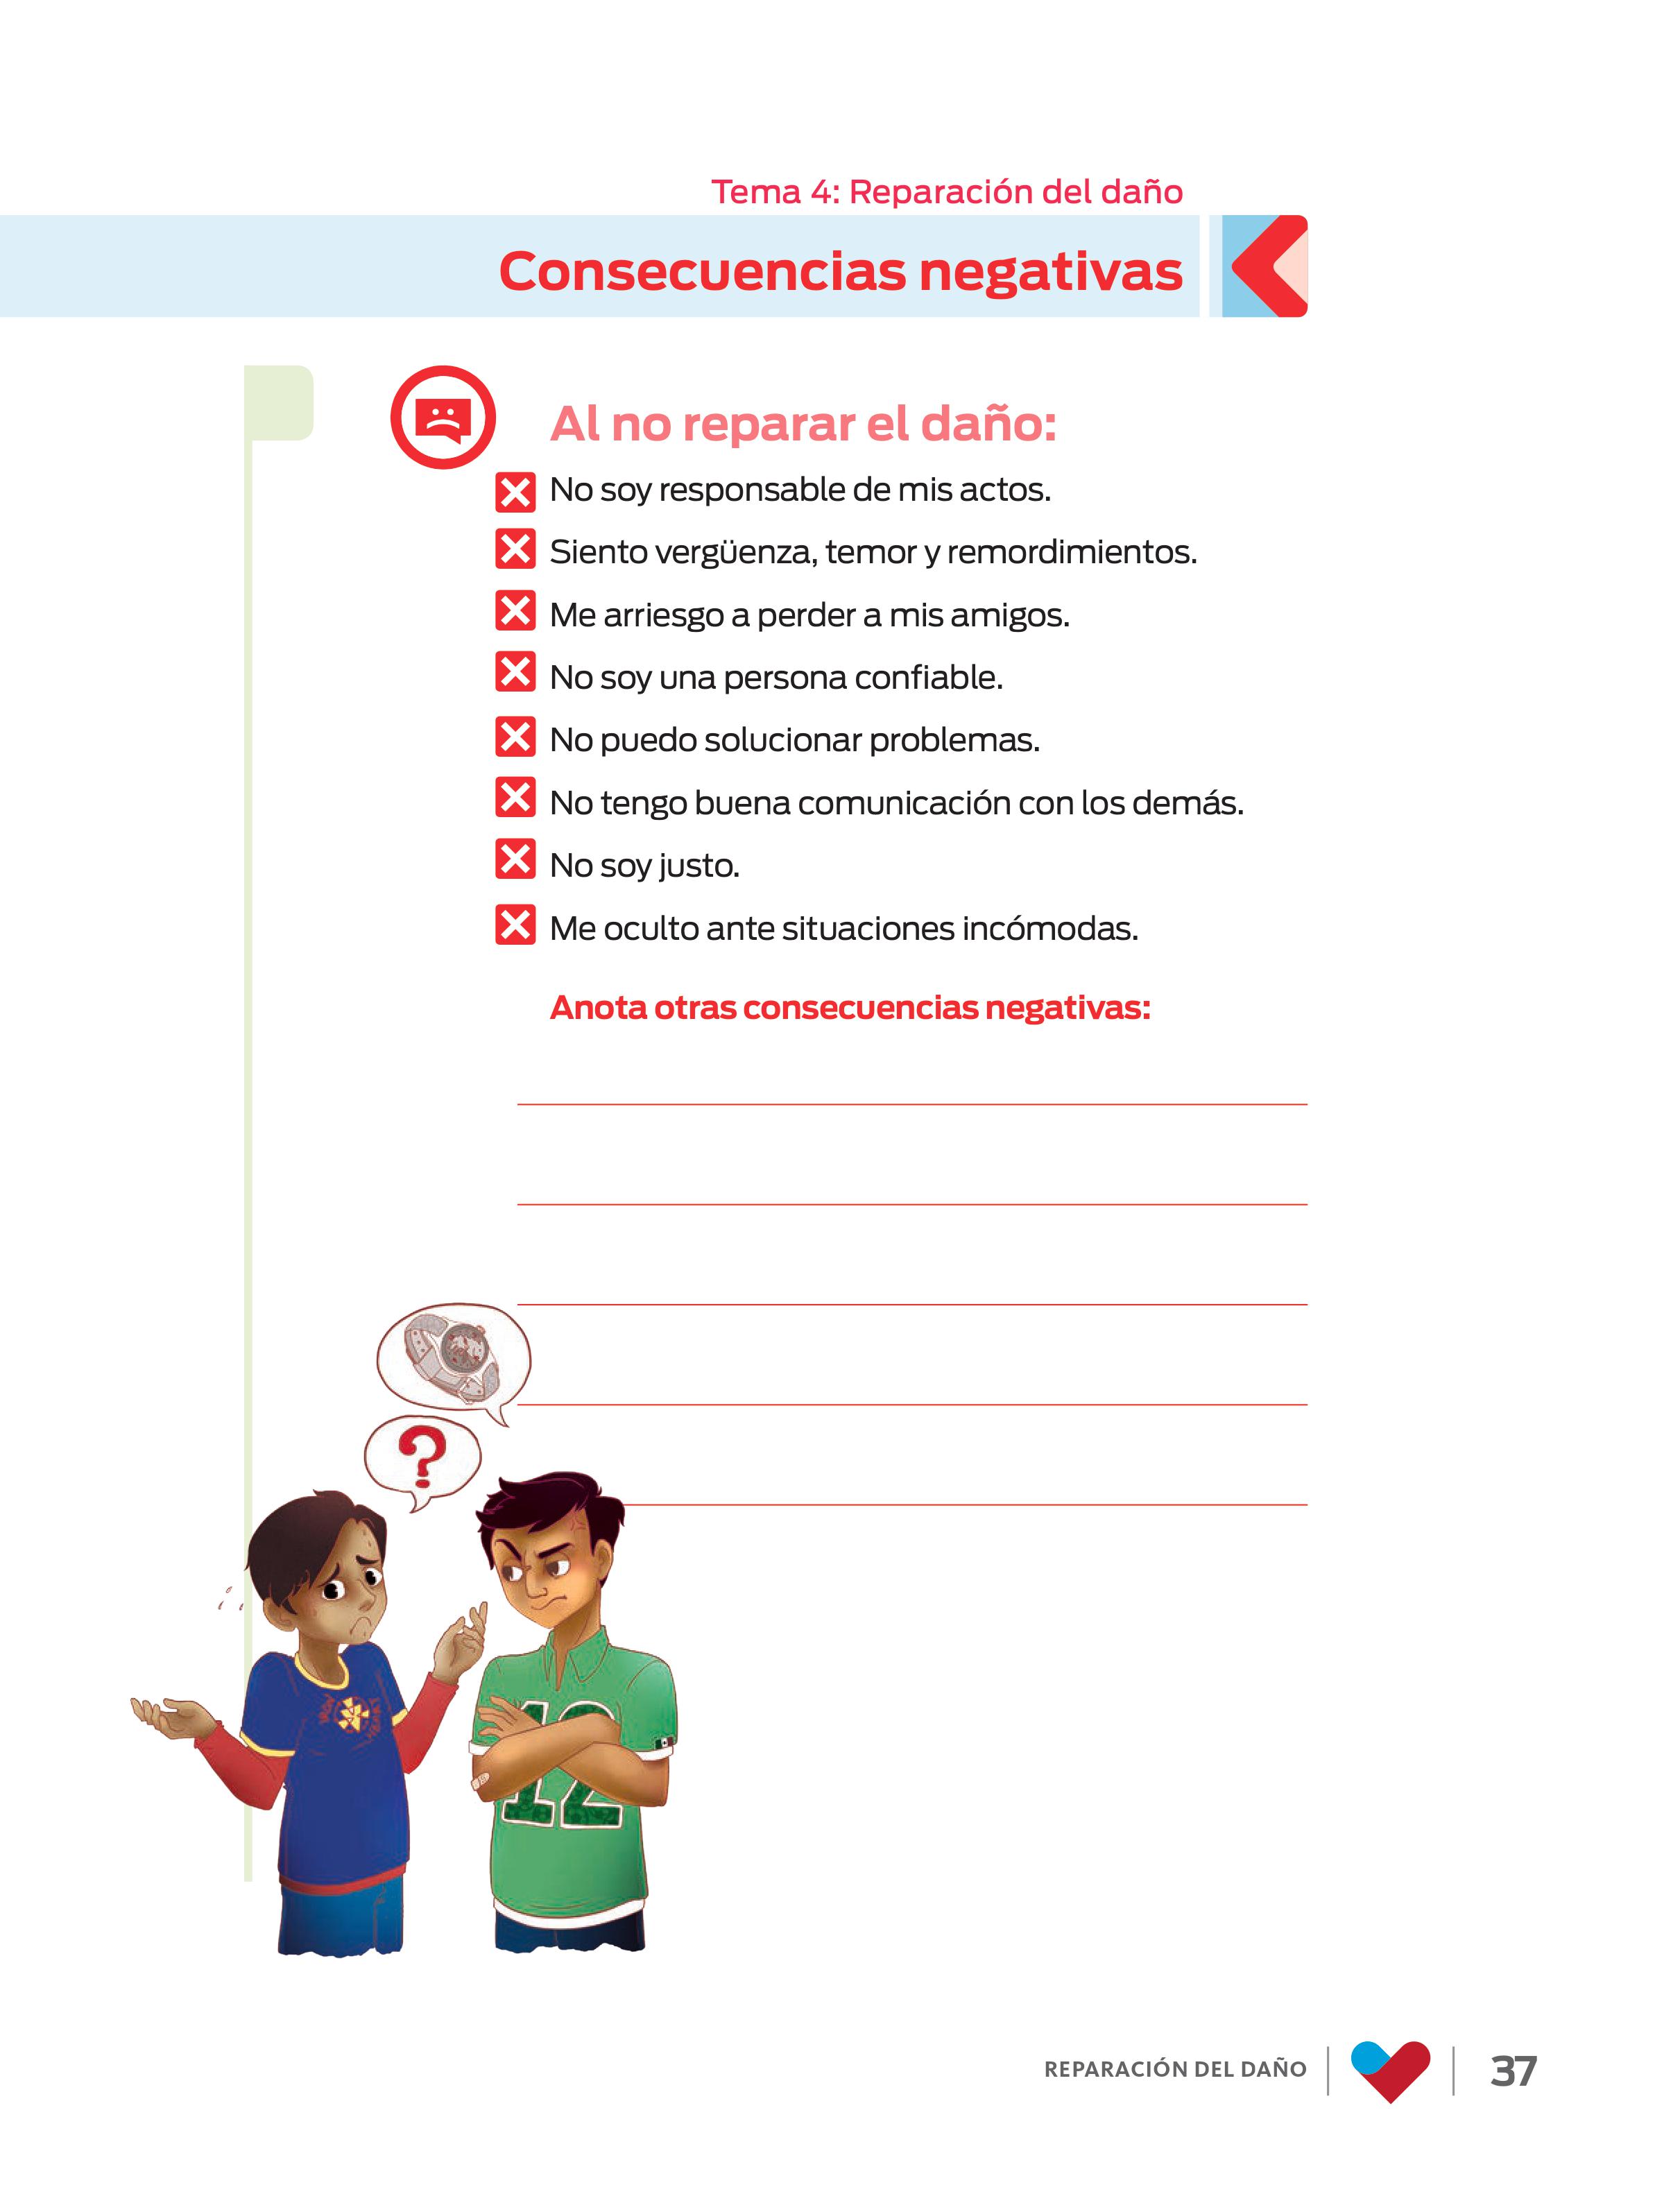 Tema 4: Reparación del daño
Consecuencias negativas
Al no reparar el daño:
No soy responsable de mis actos.
Siento vergüenza, temor y remordimientos.
Me arriesgo a perder a mis amigos.
No soy una persona confiable.
No puedo solucionar problemas.
No tengo buena comunicación con los demás.
No soy justo.
Me oculto ante situaciones incómodas.
Anota otras consecuencias negativas:
?
12
REPARACIÓN DEL DAÑO
37